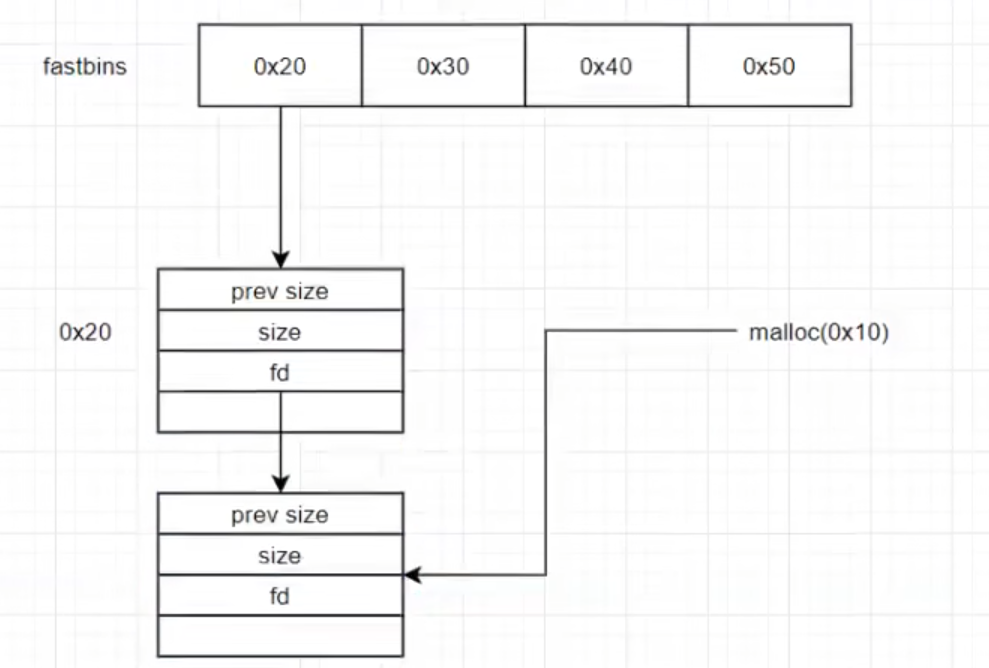 fastbins
0x20
0x30
0x40
0x50
prev size
0x20
size
malloc(0x10)
fd
prev size
size
fd